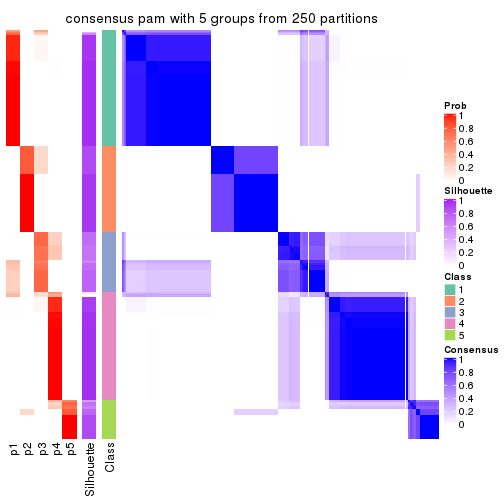 consensus pam with 5 groups from 250 partitions
Prob
1
0.8
0.6
0.4
0.2
0
Silhouette
1
0.8
0.6
0.4
0.2
0
Class
1
2
3
4
5
Consensus
1
0.8
0.6
0.4
0.2
0
p1
p2
p3
p4
p5
Silhouette
Class